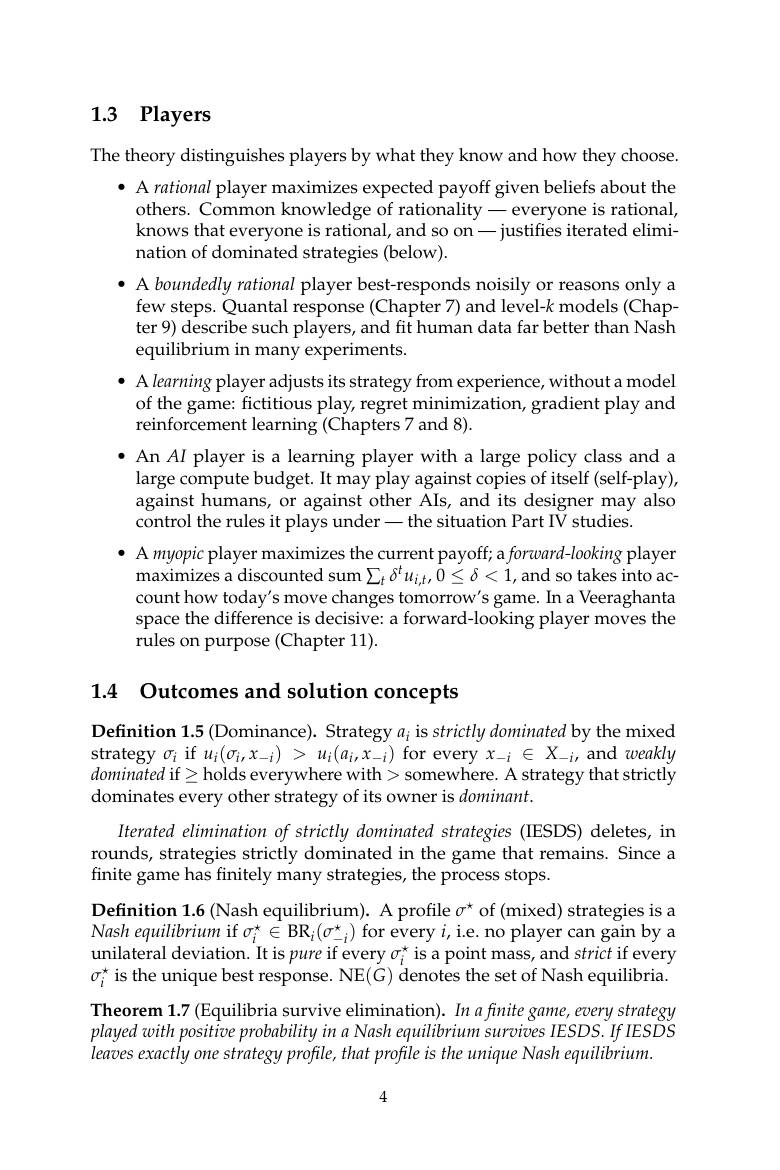 1.3 Players
The theory distinguishes players by what they know and how they choose.
• A rational player maximizes expected payoff given beliefs about the
others. Common knowledge of rationality — everyone is rational,
knows that everyone is rational, and so on — justifies iterated elimi-
nation of dominated strategies (below).
• A boundedly rational player best-responds noisily or reasons only a
few steps. Quantal response (Chapter 7) and level-k models (Chap-
ter 9) describe such players, and fit human data far better than Nash
equilibrium in many experiments.
• A learning player adjusts its strategy from experience, without a model
of the game: fictitious play, regret minimization, gradient play and
reinforcement learning (Chapters 7 and 8).
• An AI player is a learning player with a large policy class and a
large compute budget. It may play against copies of itself (self-play),
against humans, or against other AIs, and its designer may also
control the rules it plays under — the situation Part IV studies.
• A myopic player maximizes the current payoff; a forward-looking player
maximizes a discounted sum ∑ₜ δᵗuᵢ,ₜ, 0 ≤ δ < 1, and so takes into ac-
count how today's move changes tomorrow's game. In a Veeraghanta
space the difference is decisive: a forward-looking player moves the
rules on purpose (Chapter 11).
1.4 Outcomes and solution concepts
Definition 1.5 (Dominance). Strategy aᵢ is strictly dominated by the mixed
strategy σᵢ if uᵢ(σᵢ, x₋ᵢ) > uᵢ(aᵢ, x₋ᵢ) for every x₋ᵢ ∈ X₋ᵢ, and weakly
dominated if ≥ holds everywhere with > somewhere. A strategy that strictly
dominates every other strategy of its owner is dominant.
Iterated elimination of strictly dominated strategies (IESDS) deletes, in
rounds, strategies strictly dominated in the game that remains. Since a
finite game has finitely many strategies, the process stops.
Definition 1.6 (Nash equilibrium). A profile σ⋆ of (mixed) strategies is a
Nash equilibrium if σᵢ⋆ ∈ BRᵢ(σ₋ᵢ⋆) for every i, i.e. no player can gain by a
unilateral deviation. It is pure if every σᵢ⋆ is a point mass, and strict if every
σᵢ⋆ is the unique best response. NE(G) denotes the set of Nash equilibria.
Theorem 1.7 (Equilibria survive elimination). In a finite game, every strategy
played with positive probability in a Nash equilibrium survives IESDS. If IESDS
leaves exactly one strategy profile, that profile is the unique Nash equilibrium.
4